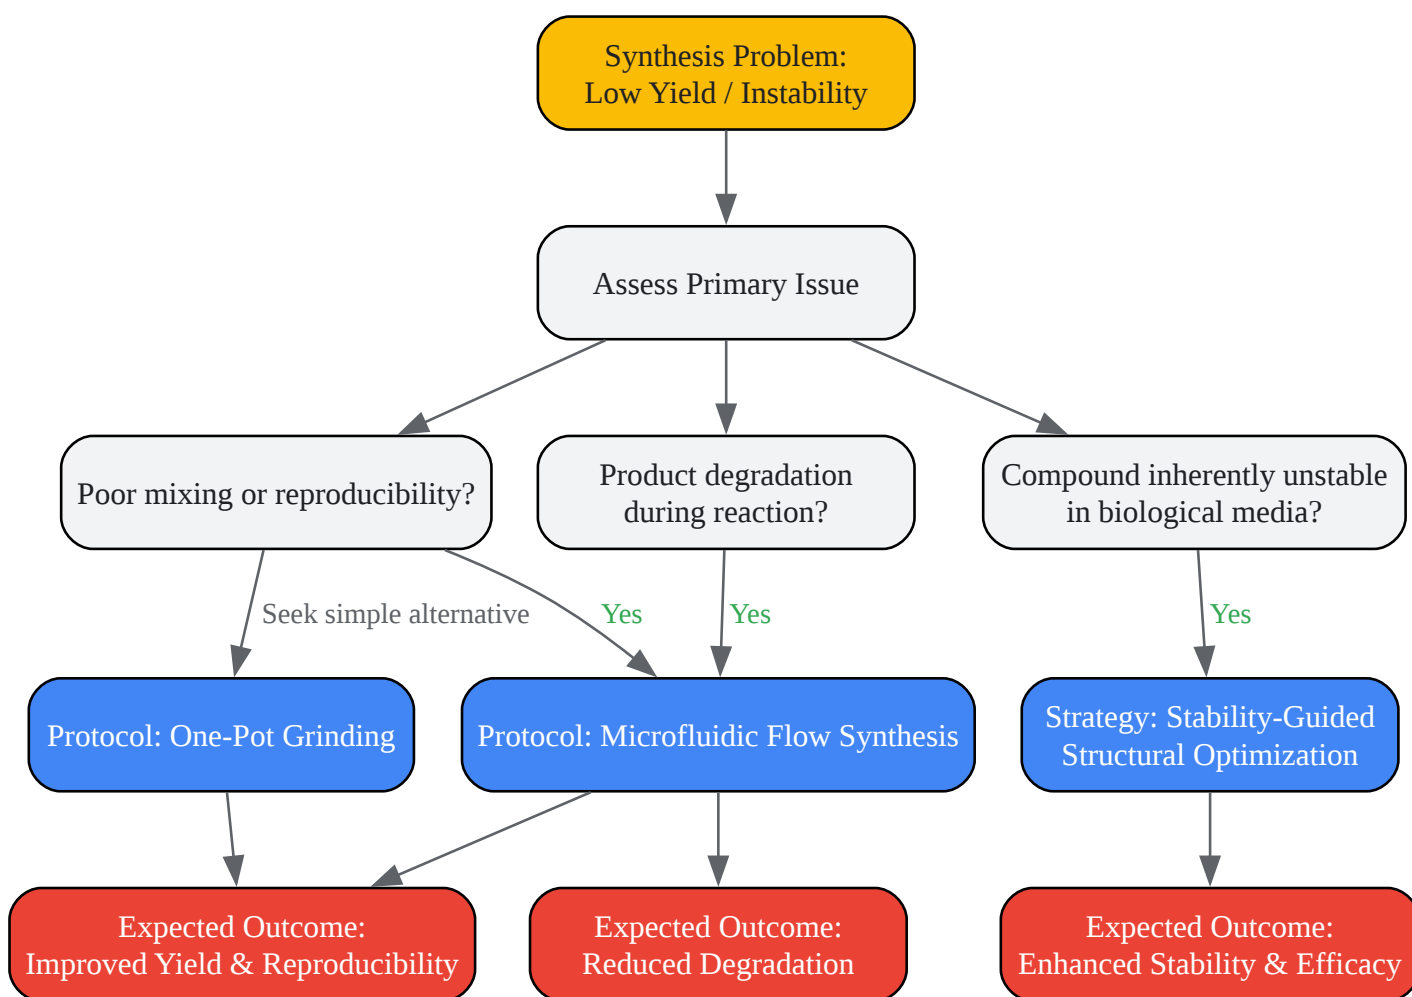 Synthesis Problem:
Low Yield / Instability
Assess Primary Issue
Poor mixing or reproducibility?
Product degradation
during reaction?
Compound inherently unstable
in biological media?
Seek simple alternative
Yes
Yes
Yes
Protocol: One-Pot Grinding
Protocol: Microfluidic Flow Synthesis
Strategy: Stability-Guided
Structural Optimization
Expected Outcome:
Improved Yield & Reproducibility
Expected Outcome:
Reduced Degradation
Expected Outcome:
Enhanced Stability & Efficacy